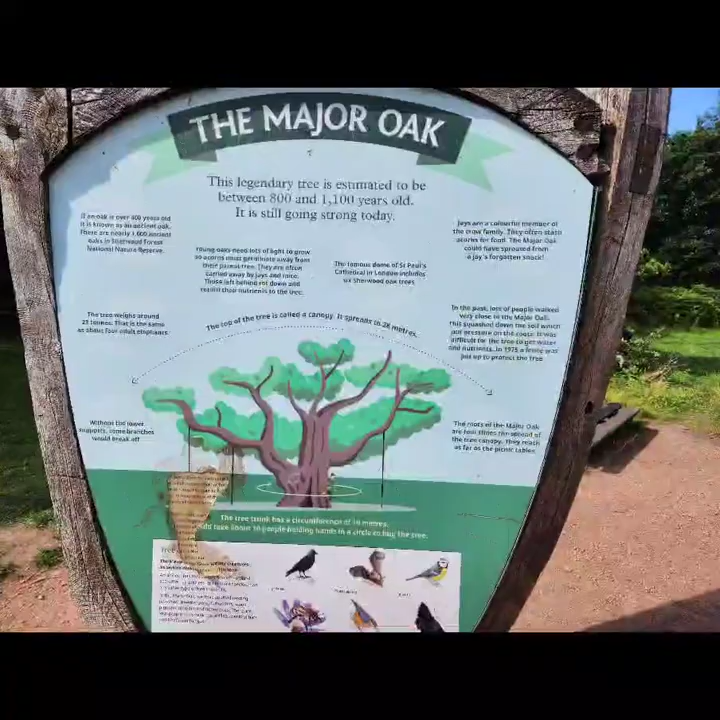 THE MAJOR OAK
This legendary tree is estimated to be
between 800 and 1,100 years old.
It is still going strong today.
If an oak is over 400 years old
it is known as an ancient oak.
There are nearly 1,000 ancient
oaks in Sherwood Forest
National Nature Reserve.
Young oaks need lots of light to grow
so acorns must germinate away from
their parent tree. They are often
carried away by jays and mice.
Those left behind rot down and
recycle their nutrients to the tree.
The famous dome of St Paul's
Cathedral in London includes
six Sherwood oak trees.
Jays are a colourful member of
the crow family. They often stash
acorns for food. The Major Oak
could have sprouted from
a jay's forgotten snack!
The tree weighs around
23 tonnes. That is the same
as about four adult elephants.
The top of the tree is called a canopy. It spreads to 28 metres.
In the past, lots of people walked
very close to the Major Oak.
This squashed down the soil which
put pressure on the roots. It was
difficult for the tree to get water
and nutrients. In 1975 a fence was
put up to protect the tree.
Without the tower
supports, some branches
would break off.
The roots of the Major Oak
are four times the spread of
the tree canopy. They reach
as far as the picnic tables.
The tree trunk has a circumference of 10 metres.
about 10 people holding hands in a circle to hug the tree.
Tree